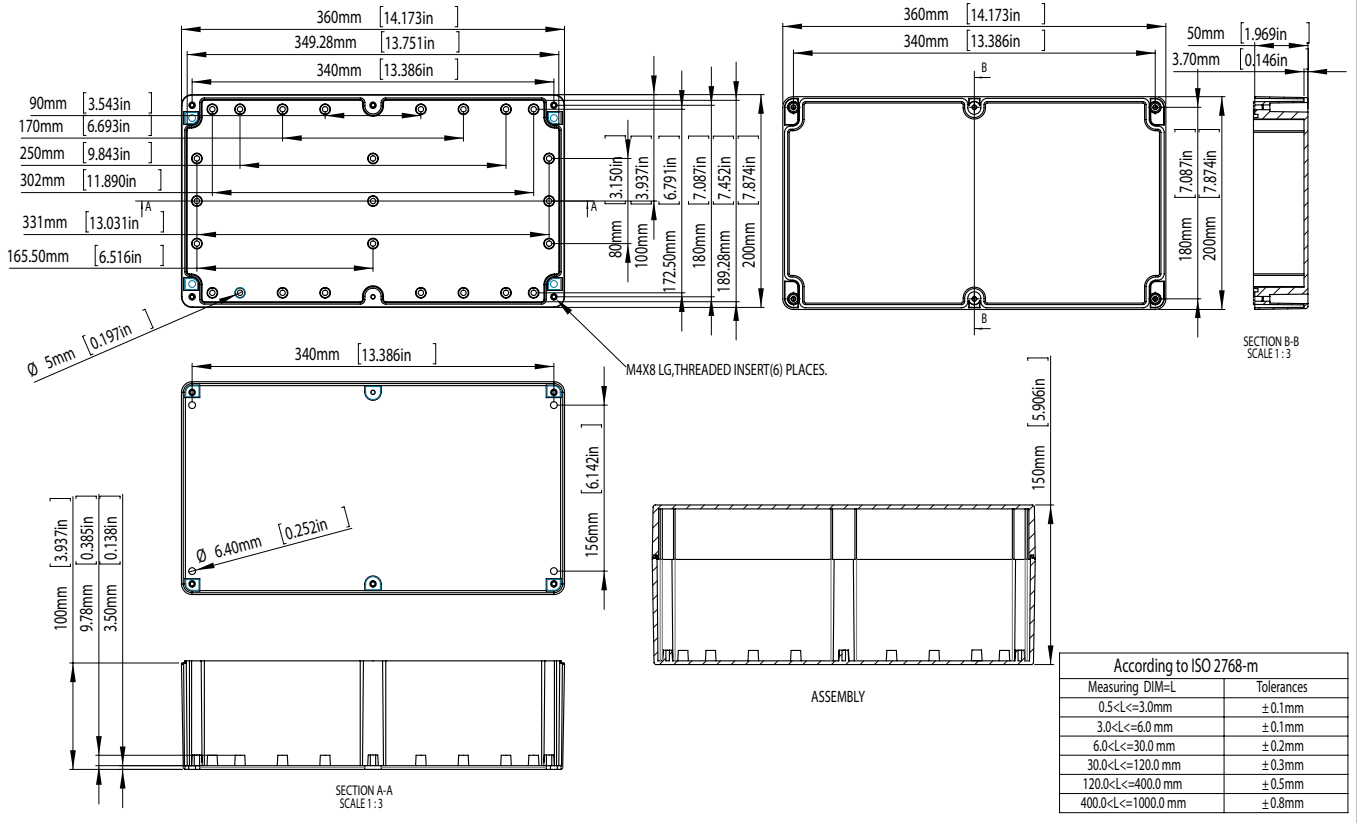 360mm [14.173in]
349.28mm [13.751in]
340mm [13.386in]
90mm [3.543in]
170mm [6.693in]
250mm [9.843in]
302mm [11.890in]
331mm [13.031in]
165.50mm [6.516in]
A
A
80mm [3.150in]
100mm [3.937in]
172.50mm [6.791in]
180mm [7.087in]
189.28mm [7.452in]
200mm [7.874in]
Ø 5mm [0.197in]
M4X8 LG,THREADED INSERT(6) PLACES.
360mm [14.173in]
340mm [13.386in]
B
B
180mm [7.087in]
200mm [7.874in]
50mm [1.969in]
3.70mm [0.146in]
SECTION B-B
SCALE 1 : 3
340mm [13.386in]
156mm [6.142in]
Ø 6.40mm [0.252in]
100mm [3.937in]
9.78mm [0.385in]
3.50mm [0.138in]
SECTION A-A
SCALE 1 : 3
150mm [5.906in]
ASSEMBLY
According to ISO 2768-m
Measuring DIM=L Tolerances
0.5<L<=3.0mm ±0.1mm
3.0<L<=6.0 mm ±0.1mm
6.0<L<=30.0 mm ±0.2mm
30.0<L<=120.0 mm ±0.3mm
120.0<L<=400.0 mm ±0.5mm
400.0<L<=1000.0 mm ±0.8mm